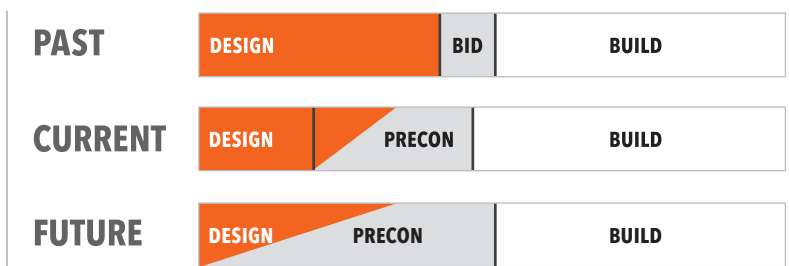 PAST DESIGN BID BUILD
CURRENT DESIGN PRECON BUILD
FUTURE DESIGN PRECON BUILD